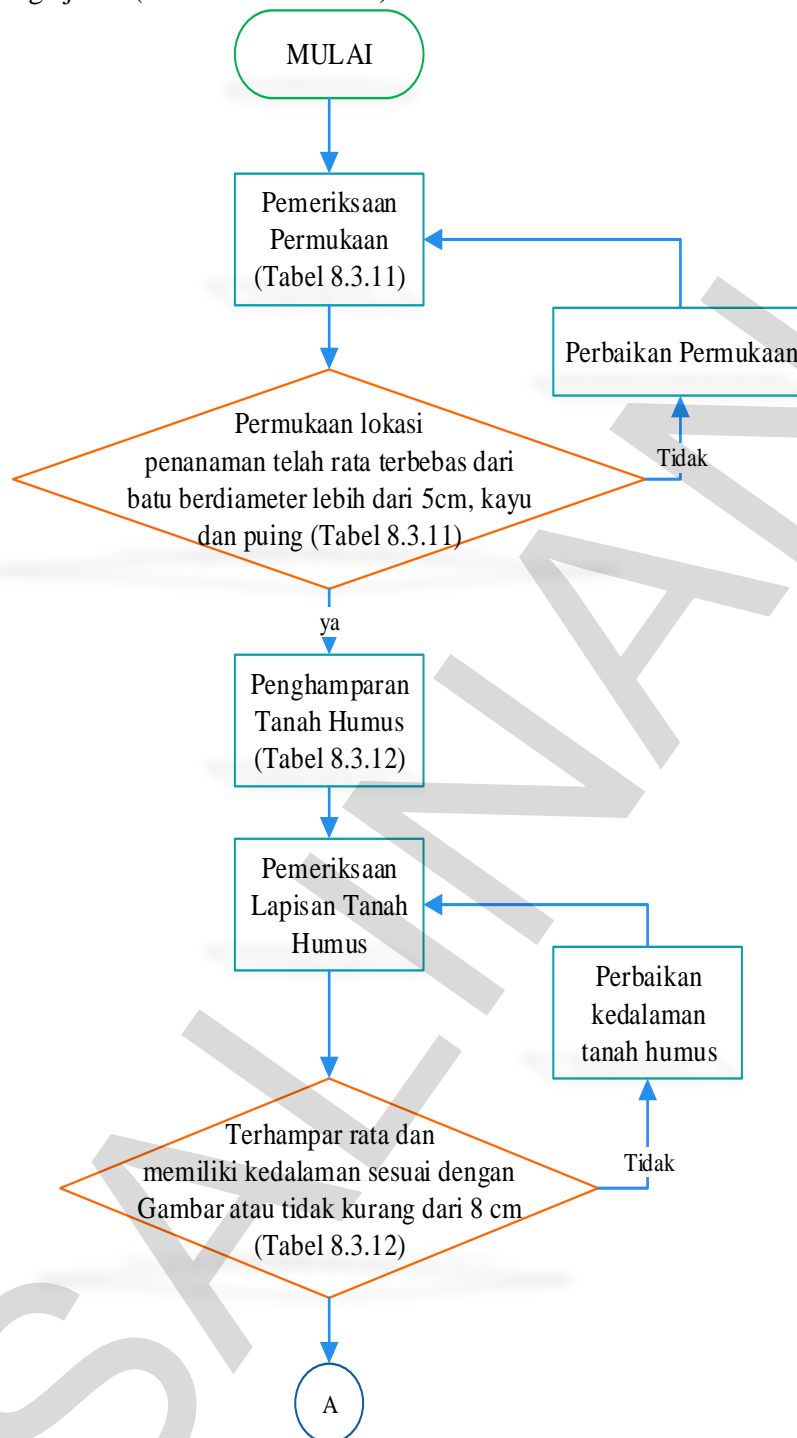 MULAI
Pemeriksaan
Permukaan
(Tabel 8.3.11)
Perbaikan Permukaan
Permukaan lokasi
penanaman telah rata terbebas dari
batu berdiameter lebih dari 5cm, kayu
dan puing (Tabel 8.3.11)
Tidak
ya
Penghamparan
Tanah Humus
(Tabel 8.3.12)
Pemeriksaan
Lapisan Tanah
Humus
Perbaikan
kedalaman
tanah humus
Terhampar rata dan
memiliki kedalaman sesuai dengan
Gambar atau tidak kurang dari 8 cm
(Tabel 8.3.12)
Tidak
A
SALINAN